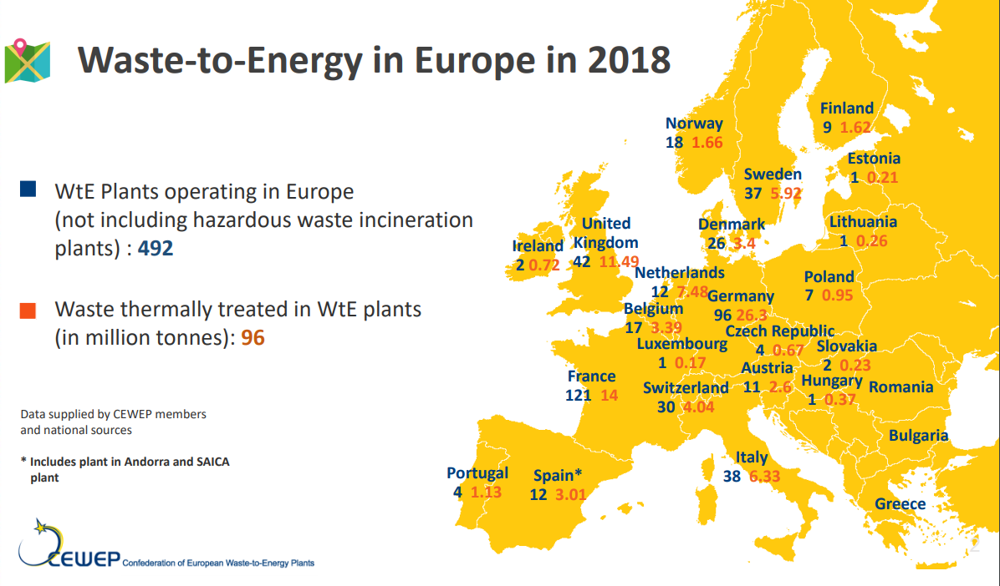 Waste-to-Energy in Europe in 2018
WtE Plants operating in Europe
(not including hazardous waste incineration
plants) : 492
Waste thermally treated in WtE plants
(in million tonnes): 96
Data supplied by CEWEP members
and national sources
* Includes plant in Andorra and SAICA
plant
CEWEP Confederation of European Waste-to-Energy Plants
Finland
9 1.62
Norway
18 1.66
Estonia
1 0.21
Sweden
37 5.92
United
Kingdom
42 11.49
Denmark
26 3.4
Lithuania
1 0.26
Ireland
2 0.72
Netherlands
12 7.48
Poland
7 0.95
Germany
96 26.3
Belgium
17 3.39
Czech Republic
4 0.67
Luxembourg
1 0.17
Slovakia
2 0.23
Austria
11 2.6
France
121 14
Switzerland
30 4.04
Hungary
1 0.37
Romania
Bulgaria
Italy
38 6.33
Portugal
4 1.13
Spain*
12 3.01
Greece
2